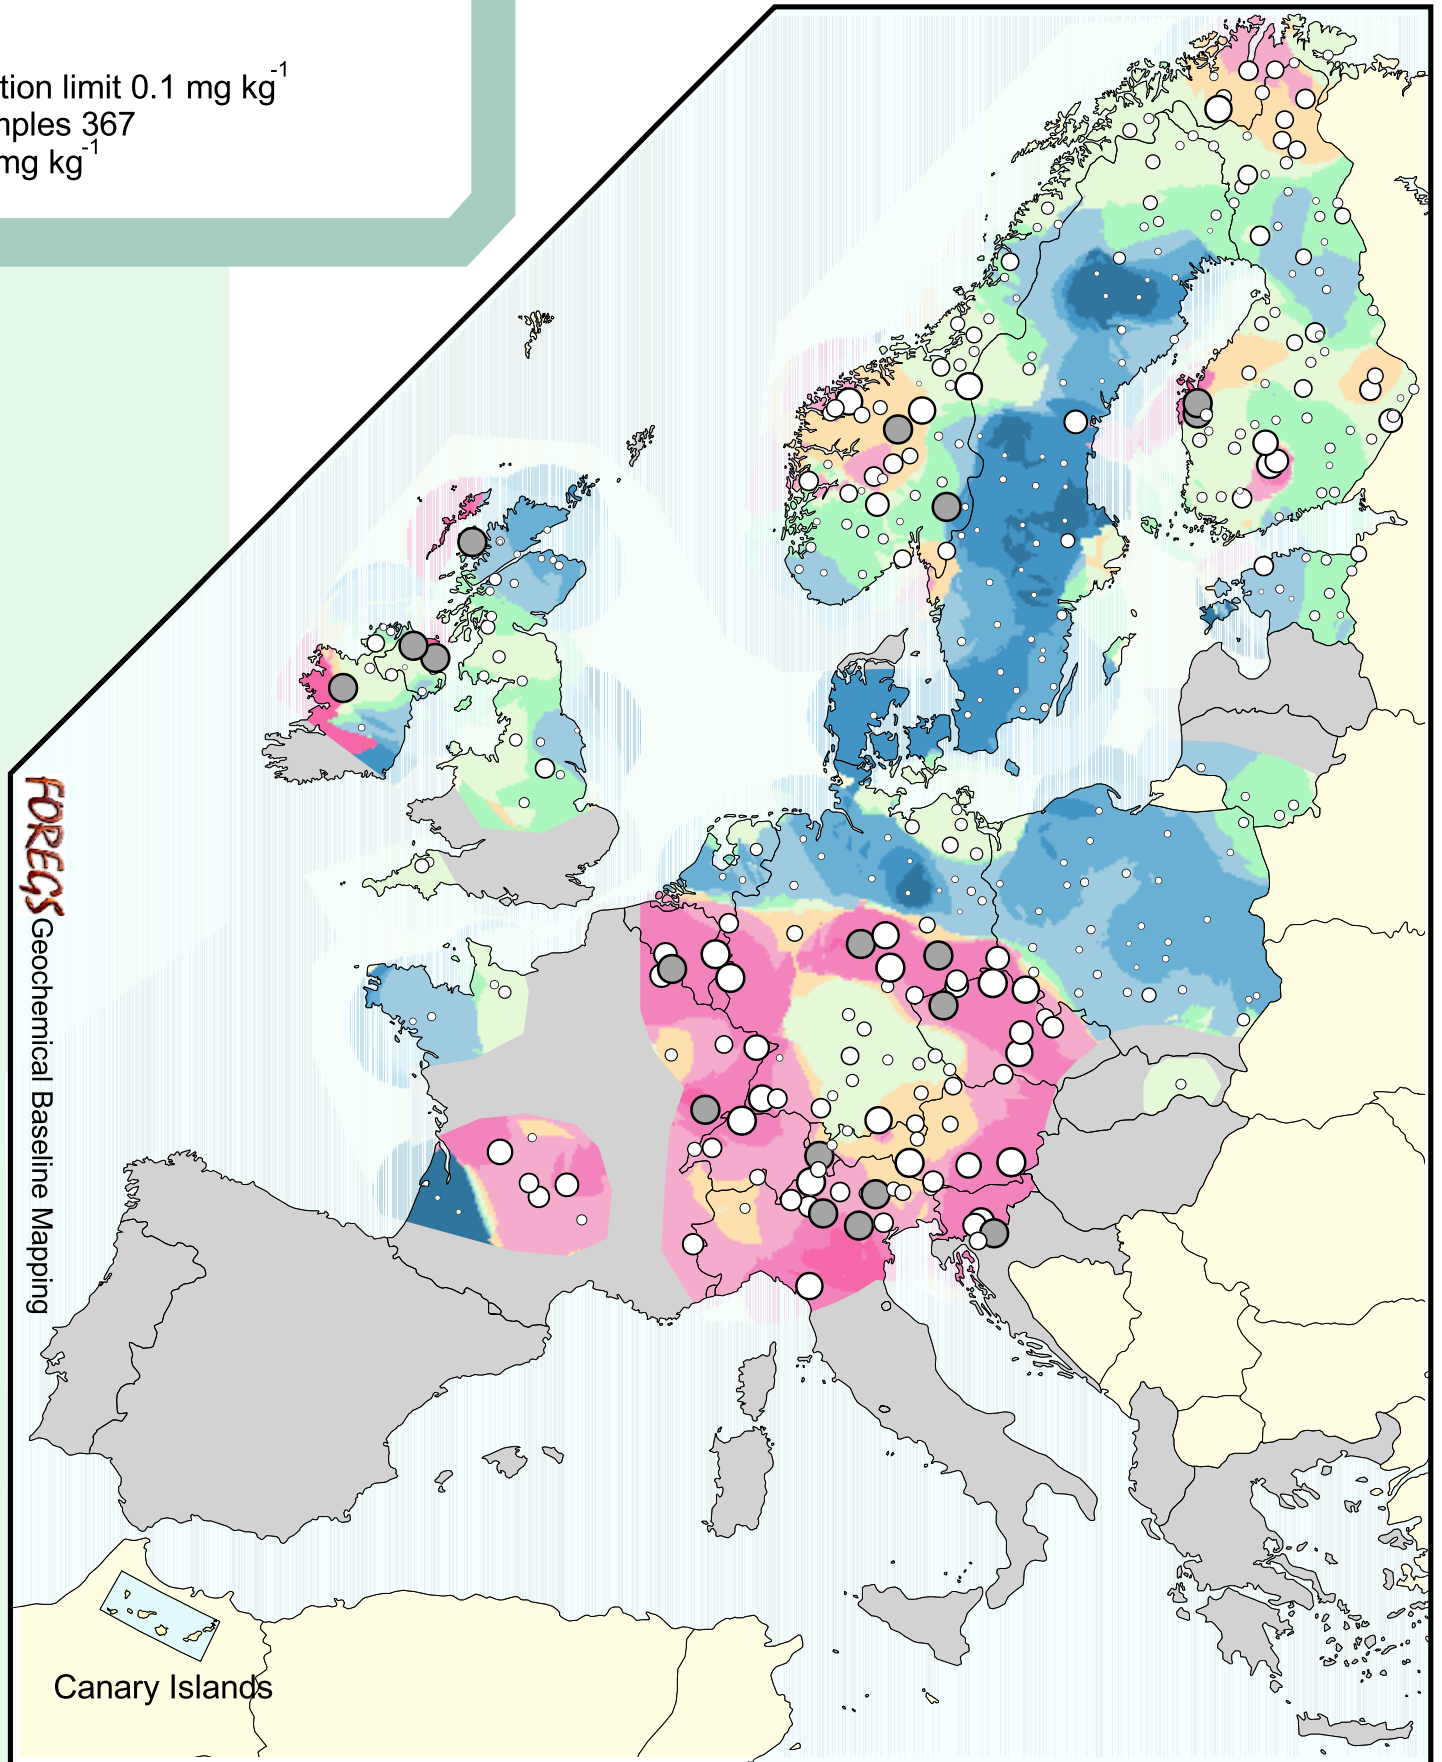 tion limit 0.1 mg kg-1
nples 367
mg kg-1
FOREGS Geochemical Baseline Mapping
Canary Islands